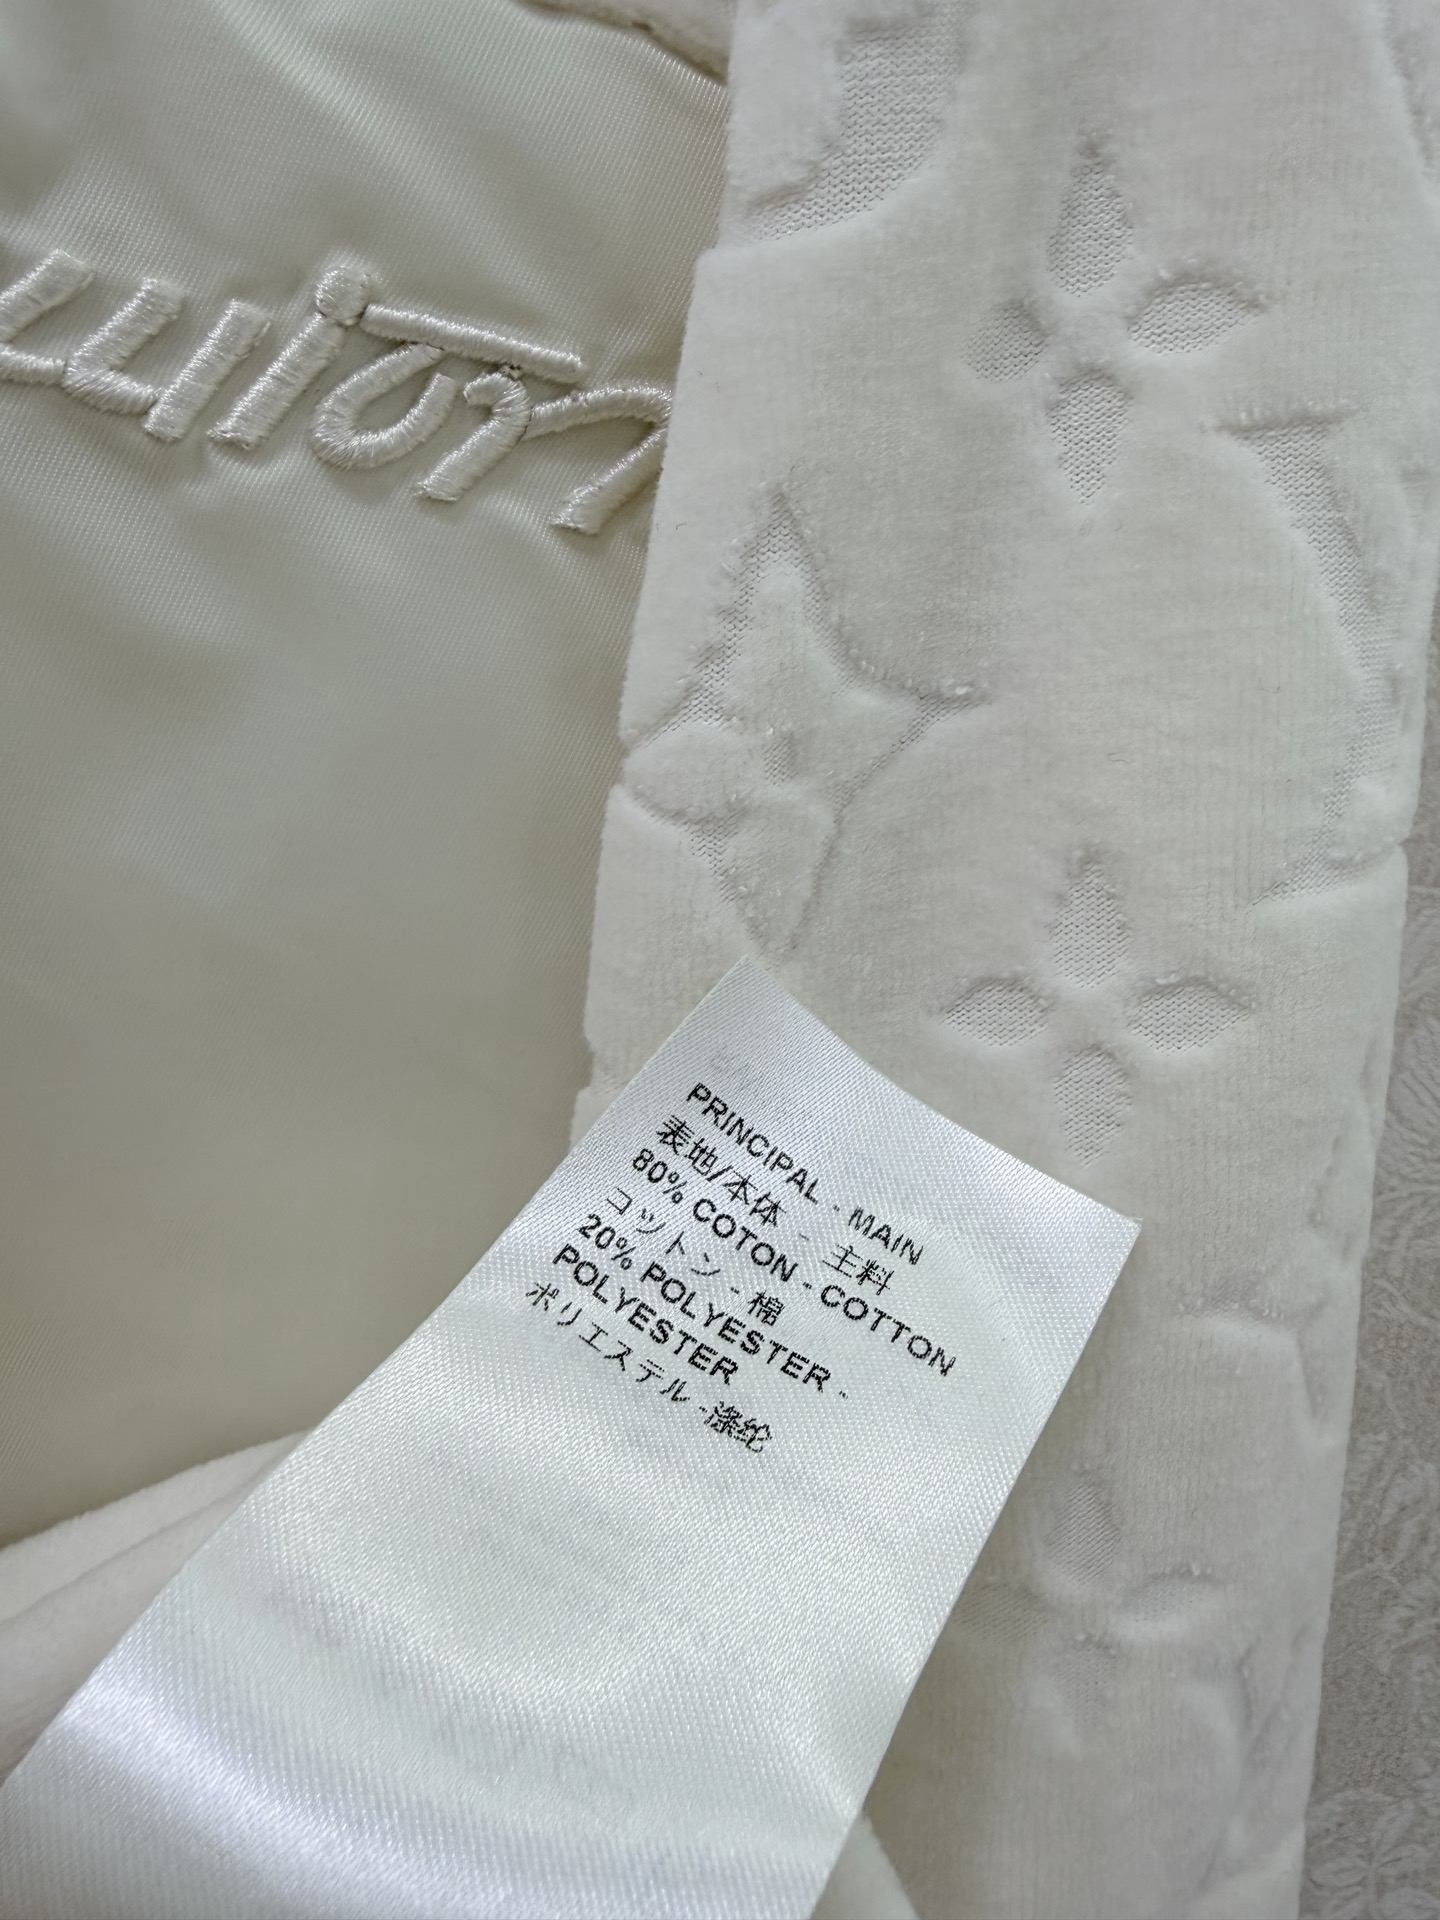 PRINCIPAL - MAIN
表地/本体 - 主料
80% COTON - COTTON
コットン - 棉
20% POLYESTER -
POLYESTER
ポリエステル -涤纶